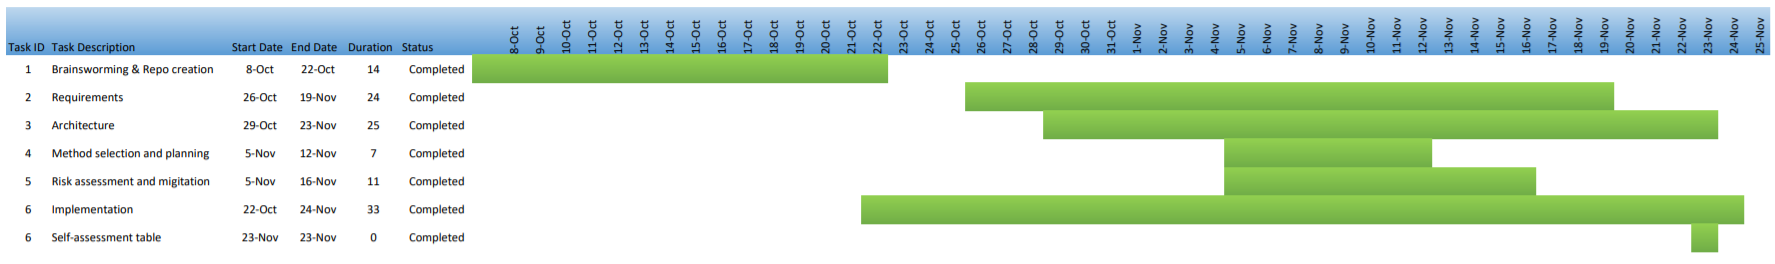 Task ID Task Description Start Date End Date Duration Status 8-Oct 9-Oct 10-Oct 11-Oct 12-Oct 13-Oct 14-Oct 15-Oct 16-Oct 17-Oct 18-Oct 19-Oct 20-Oct 21-Oct 22-Oct 23-Oct 24-Oct 25-Oct 26-Oct 27-Oct 28-Oct 29-Oct 30-Oct 31-Oct 1-Nov 2-Nov 3-Nov 4-Nov 5-Nov 6-Nov 7-Nov 8-Nov 9-Nov 10-Nov 11-Nov 12-Nov 13-Nov 14-Nov 15-Nov 16-Nov 17-Nov 18-Nov 19-Nov 20-Nov 21-Nov 22-Nov 23-Nov 24-Nov 25-Nov
1 Brainsworming & Repo creation 8-Oct 22-Oct 14 Completed
2 Requirements 26-Oct 19-Nov 24 Completed
3 Architecture 29-Oct 23-Nov 25 Completed
4 Method selection and planning 5-Nov 12-Nov 7 Completed
5 Risk assessment and migitation 5-Nov 16-Nov 11 Completed
6 Implementation 22-Oct 24-Nov 33 Completed
6 Self-assessment table 23-Nov 23-Nov 0 Completed